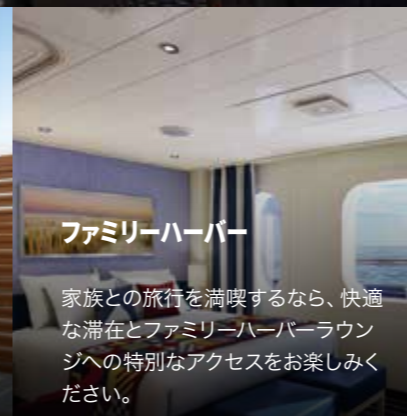 ファミリーハーバー
家族との旅行を満喫するなら、快適
な滞在とファミリーハーバーラウン
ジへの特別なアクセスをお楽しみく
ださい。